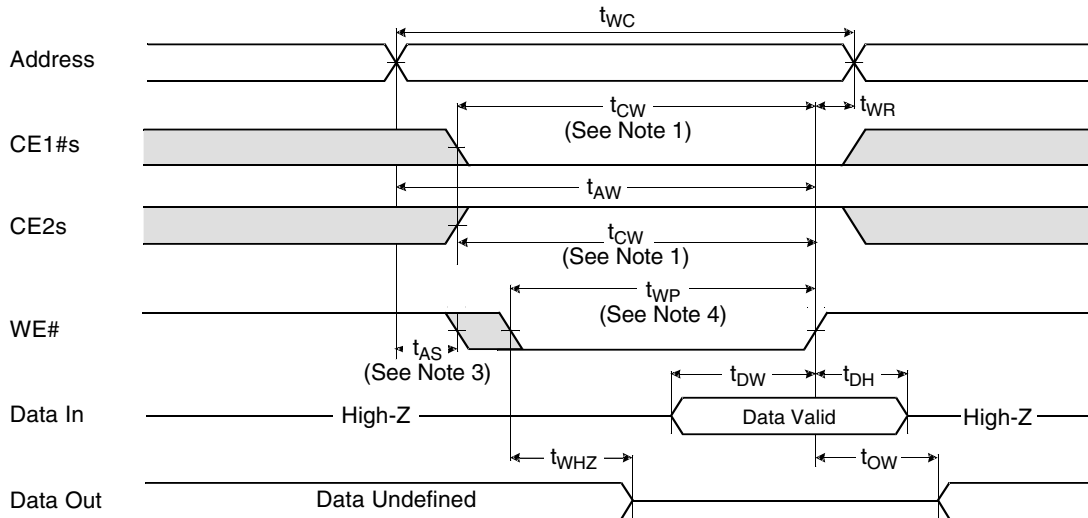 tWC
Address
tCW
tWR
(See Note 1)
CE1#s
tAW
CE2s
tCW
(See Note 1)
tWP
(See Note 4)
WE#
tAS
(See Note 3)
tDW
tDH
Data In
High-Z
Data Valid
High-Z
tWHZ
tOW
Data Out
Data Undefined